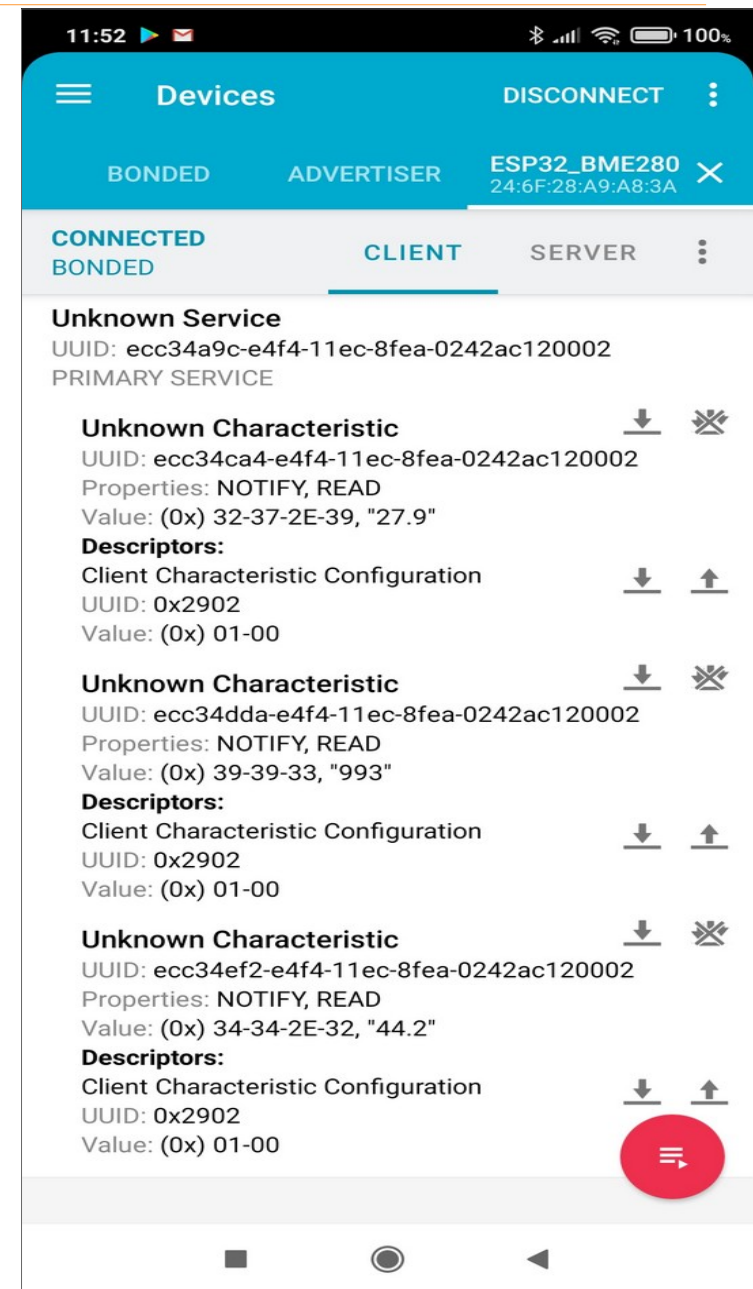 11:52 100%
Devices DISCONNECT
BONDED ADVERTISER ESP32_BME280
24:6F:28:A9:A8:3A
CONNECTED CLIENT SERVER
BONDED
Unknown Service
UUID: ecc34a9c-e4f4-11ec-8fea-0242ac120002
PRIMARY SERVICE
Unknown Characteristic
UUID: ecc34ca4-e4f4-11ec-8fea-0242ac120002
Properties: NOTIFY, READ
Value: (0x) 32-37-2E-39, "27.9"
Descriptors:
Client Characteristic Configuration
UUID: 0x2902
Value: (0x) 01-00
Unknown Characteristic
UUID: ecc34dda-e4f4-11ec-8fea-0242ac120002
Properties: NOTIFY, READ
Value: (0x) 39-39-33, "993"
Descriptors:
Client Characteristic Configuration
UUID: 0x2902
Value: (0x) 01-00
Unknown Characteristic
UUID: ecc34ef2-e4f4-11ec-8fea-0242ac120002
Properties: NOTIFY, READ
Value: (0x) 34-34-2E-32, "44.2"
Descriptors:
Client Characteristic Configuration
UUID: 0x2902
Value: (0x) 01-00